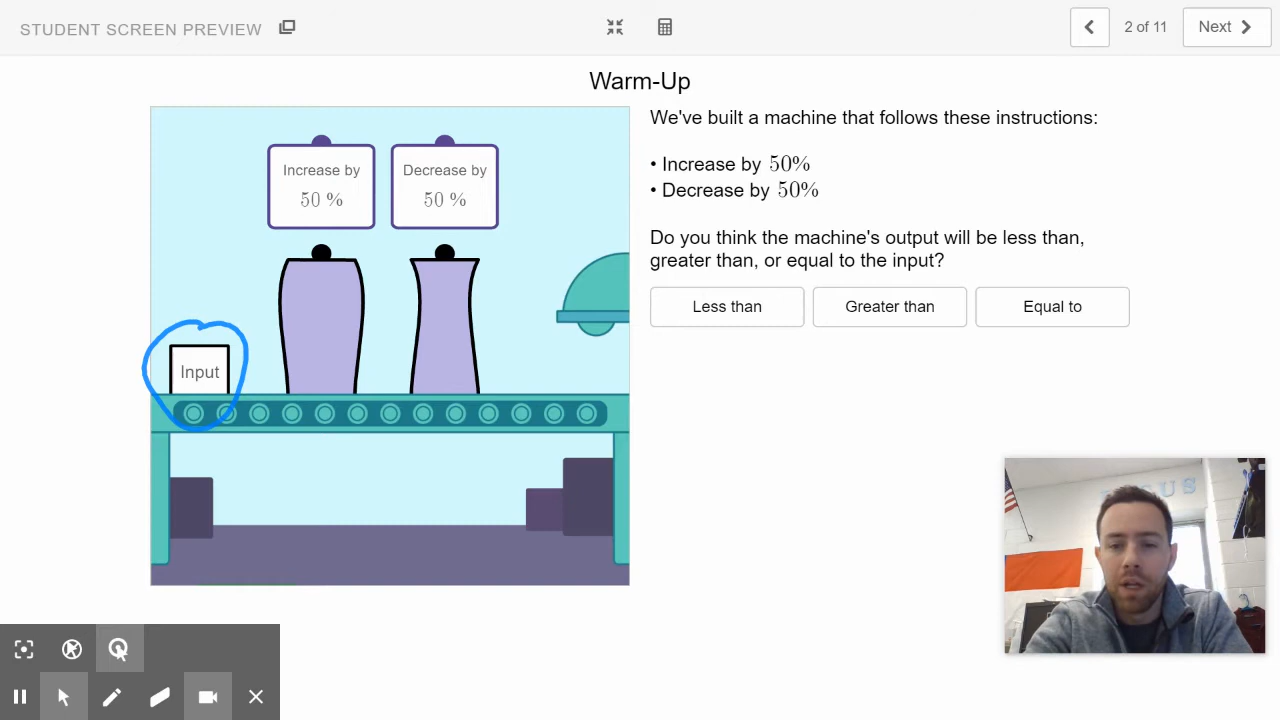 STUDENT SCREEN PREVIEW
2 of 11
Next
Warm-Up
Increase by
50 %
Decrease by
50 %
Input
We've built a machine that follows these instructions:
• Increase by 50%
• Decrease by 50%
Do you think the machine's output will be less than,
greater than, or equal to the input?
Less than
Greater than
Equal to